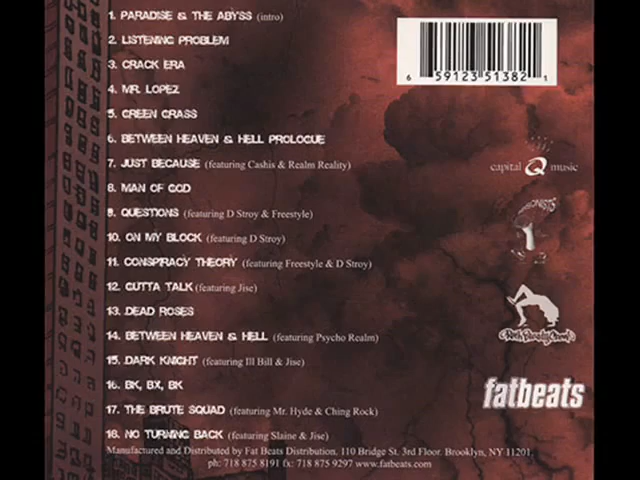 1. PARADISE & THE ABYSS (intro)
2. LISTENING PROBLEM
3. CRACK ERA
4. MR. LOPEZ
5. GREEN GRASS
6. BETWEEN HEAVEN & HELL PROLOGUE
7. JUST BECAUSE (featuring Cashis & Realm Reality)
8. MAN OF GOD
9. QUESTIONS (featuring D Stroy & Freestyle)
10. ON MY BLOCK (featuring D Stroy)
11. CONSPIRACY THEORY (featuring Freestyle & D Stroy)
12. GUTTA TALK (featuring Jise)
13. DEAD ROSES
14. BETWEEN HEAVEN & HELL (featuring Psycho Realm)
15. DARK KNIGHT (featuring Ill Bill & Jise)
16. BK, BX, BK
17. THE BRUTE SQUAD (featuring Mr. Hyde & Ching Rock)
18. NO TURNING BACK (featuring Slaine & Jise)
6 59123 51382 1
capital Q music
Rock Steady Crew
fatbeats
Manufactured and Distributed by Fat Beats Distribution. 110 Bridge St. 3rd Floor. Brooklyn, NY 11201.
ph: 718 875 8191 fx: 718 875 9297 www.fatbeats.com